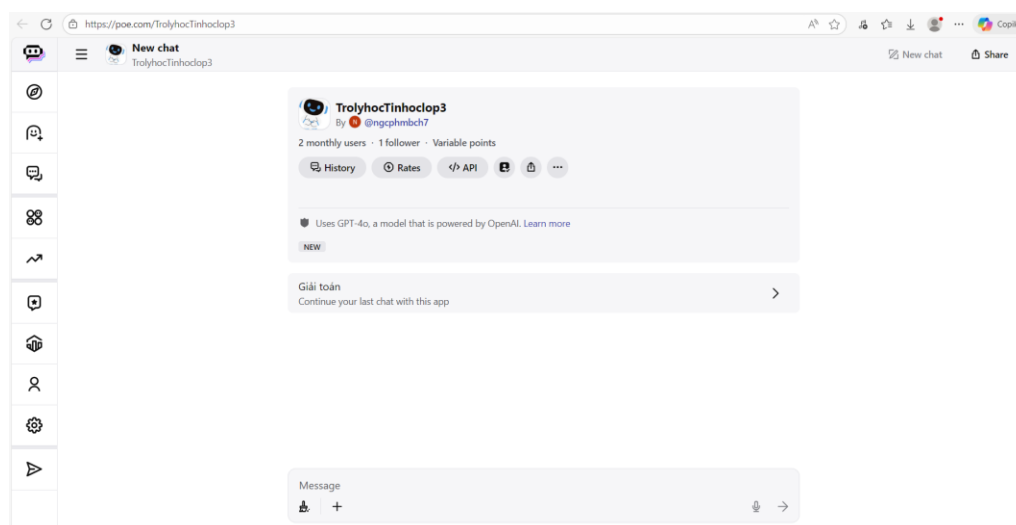 https://poe.com/TrolyhocTinhoclop3
Copil
New chat
TrolyhocTinhoclop3
New chat
Share
TrolyhocTinhoclop3
By N @ngcphmbch7
2 monthly users · 1 follower · Variable points
History
Rates
</> API
Uses GPT-4o, a model that is powered by OpenAI. Learn more
NEW
Giải toán
Continue your last chat with this app
Message